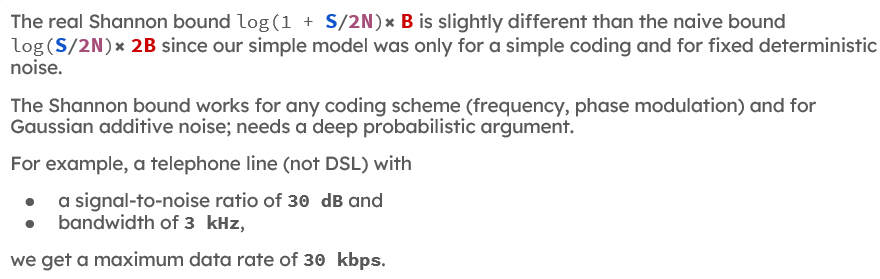 The real Shannon bound log(1 + S/2N)× B is slightly different than the naive bound
log(S/2N)× 2B since our simple model was only for a simple coding and for fixed deterministic
noise.
The Shannon bound works for any coding scheme (frequency, phase modulation) and for
Gaussian additive noise; needs a deep probabilistic argument.
For example, a telephone line (not DSL) with
● a signal-to-noise ratio of 30 dB and
● bandwidth of 3 kHz,
we get a maximum data rate of 30 kbps.